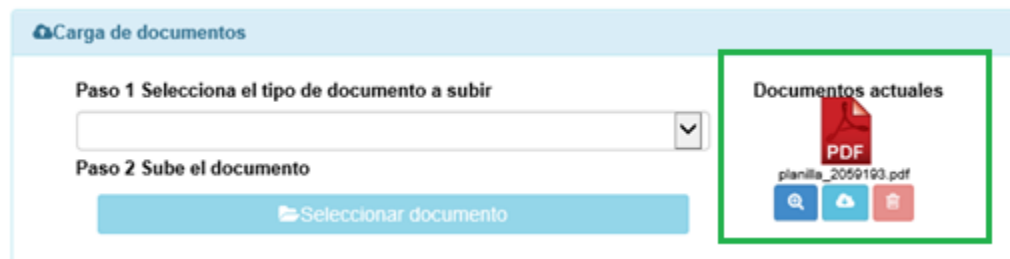 Carga de documentos
Paso 1 Selecciona el tipo de documento a subir
Paso 2 Sube el documento
Seleccionar documento
Documentos actuales
PDF
planilla_2059193.pdf